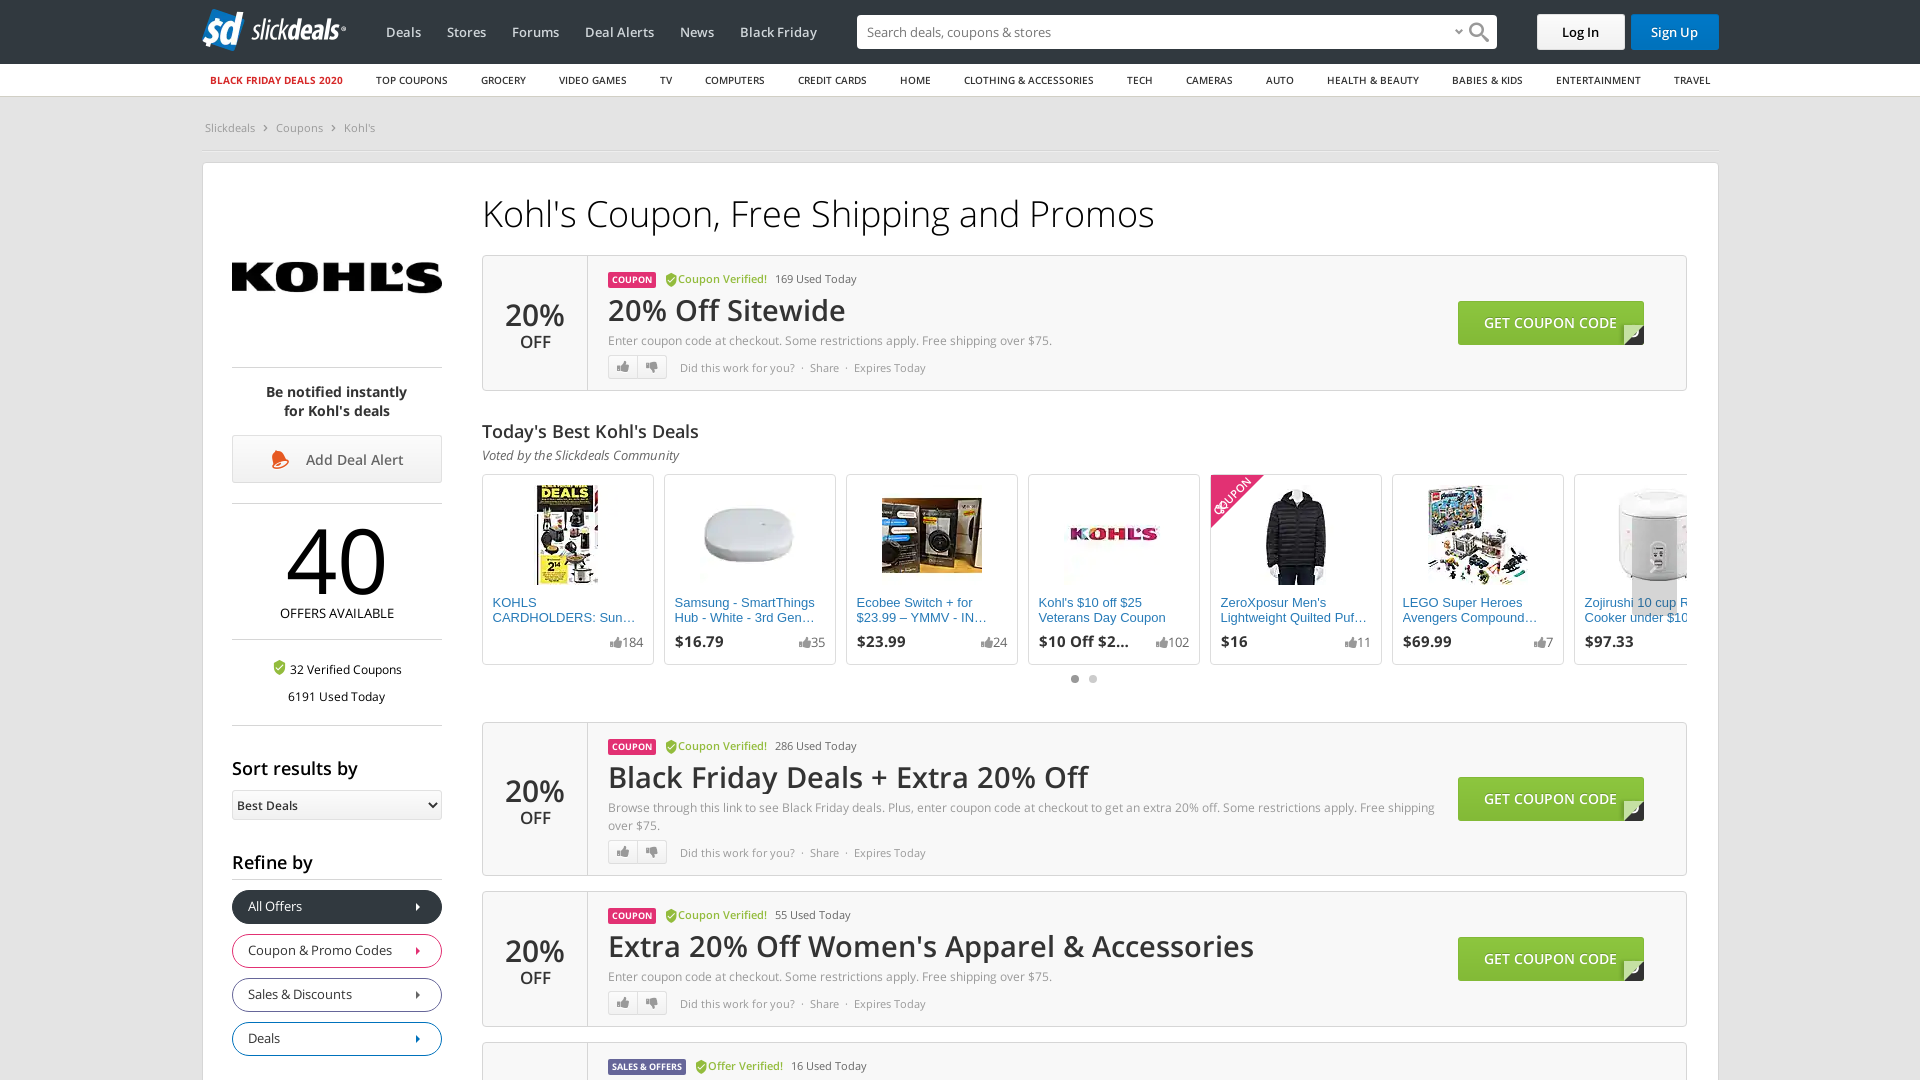 slickdeals
Deals
Stores
Forums
Deal Alerts
News
Black Friday
Search deals, coupons & stores
Log In
Sign Up
BLACK FRIDAY DEALS 2020
TOP COUPONS
GROCERY
VIDEO GAMES
TV
COMPUTERS
CREDIT CARDS
HOME
CLOTHING & ACCESSORIES
TECH
CAMERAS
AUTO
HEALTH & BEAUTY
BABIES & KIDS
ENTERTAINMENT
TRAVEL
Slickdeals > Coupons > Kohl's
KOHL'S
Be notified instantly
for Kohl's deals
Add Deal Alert
40
OFFERS AVAILABLE
32 Verified Coupons
6191 Used Today
Sort results by
Best Deals
Refine by
All Offers
Coupon & Promo Codes
Sales & Discounts
Deals
Kohl's Coupon, Free Shipping and Promos
20%
OFF
COUPON Coupon Verified! 169 Used Today
20% Off Sitewide
Enter coupon code at checkout. Some restrictions apply. Free shipping over $75.
Did this work for you? · Share · Expires Today
GET COUPON CODE
Today's Best Kohl's Deals
Voted by the Slickdeals Community
DEALS
KOHLS
CARDHOLDERS: Sun…
184
Samsung - SmartThings
Hub - White - 3rd Gen…
$16.79
35
Ecobee Switch + for
$23.99 – YMMV - IN…
$23.99
24
KOHL'S
Kohl's $10 off $25
Veterans Day Coupon
$10 Off $2...
102
COUPON
ZeroXposur Men's
Lightweight Quilted Puf…
$16
11
LEGO Super Heroes
Avengers Compound…
$69.99
7
Zojirushi 10 cup R
Cooker under $10
$97.33
20%
OFF
COUPON Coupon Verified! 286 Used Today
Black Friday Deals + Extra 20% Off
Browse through this link to see Black Friday deals. Plus, enter coupon code at checkout to get an extra 20% off. Some restrictions apply. Free shipping
over $75.
Did this work for you? · Share · Expires Today
GET COUPON CODE
20%
OFF
COUPON Coupon Verified! 55 Used Today
Extra 20% Off Women's Apparel & Accessories
Enter coupon code at checkout. Some restrictions apply. Free shipping over $75.
Did this work for you? · Share · Expires Today
GET COUPON CODE
SALES & OFFERS Offer Verified! 16 Used Today